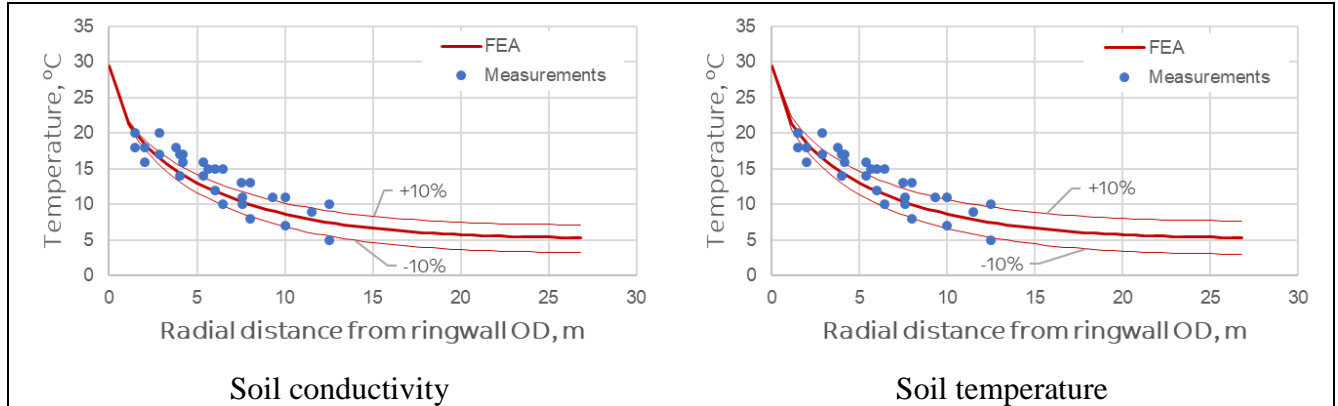 Temperature, °C
35
30
25
20
15
10
5
0
FEA
Measurements
+10%
-10%
0 5 10 15 20 25 30
Radial distance from ringwall OD, m
Soil conductivity
Temperature, °C
35
30
25
20
15
10
5
0
FEA
Measurements
+10%
-10%
0 5 10 15 20 25 30
Radial distance from ringwall OD, m
Soil temperature